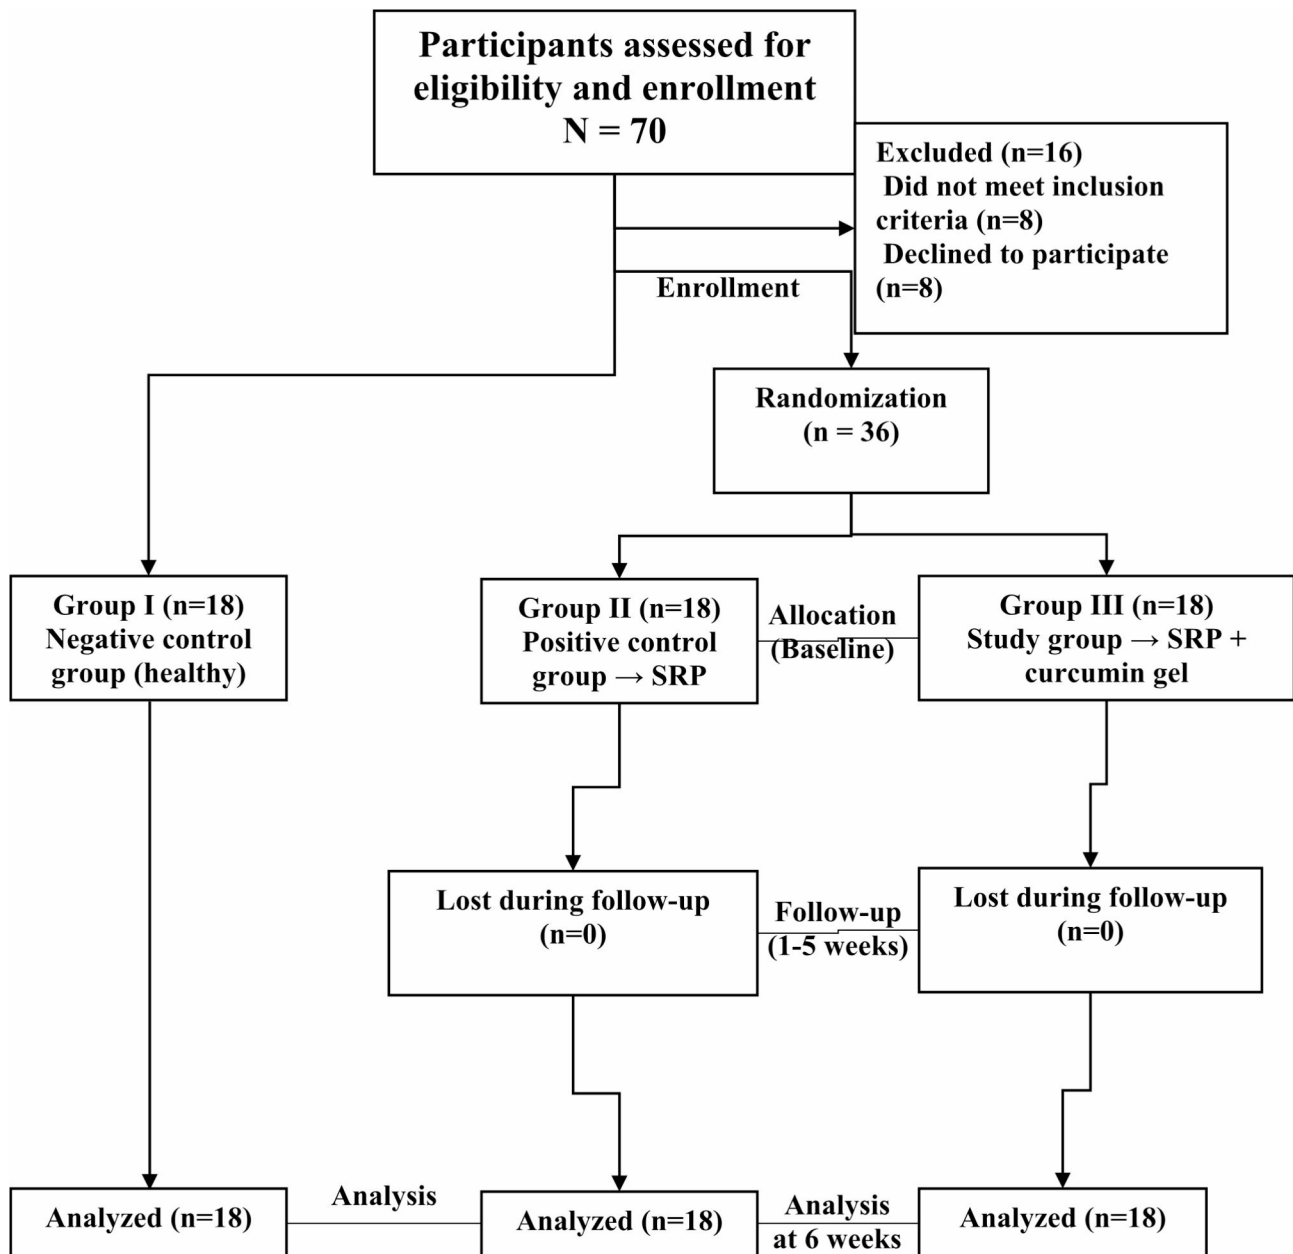 Participants assessed for
eligibility and enrollment
N = 70
Excluded (n=16)
Did not meet inclusion
criteria (n=8)
Declined to participate
(n=8)
Enrollment
Randomization
(n = 36)
Group I (n=18)
Negative control
group (healthy)
Group II (n=18)
Positive control
group → SRP
Allocation
(Baseline)
Group III (n=18)
Study group → SRP +
curcumin gel
Lost during follow-up
(n=0)
Follow-up
(1-5 weeks)
Lost during follow-up
(n=0)
Analyzed (n=18)
Analysis
Analyzed (n=18)
Analysis
at 6 weeks
Analyzed (n=18)